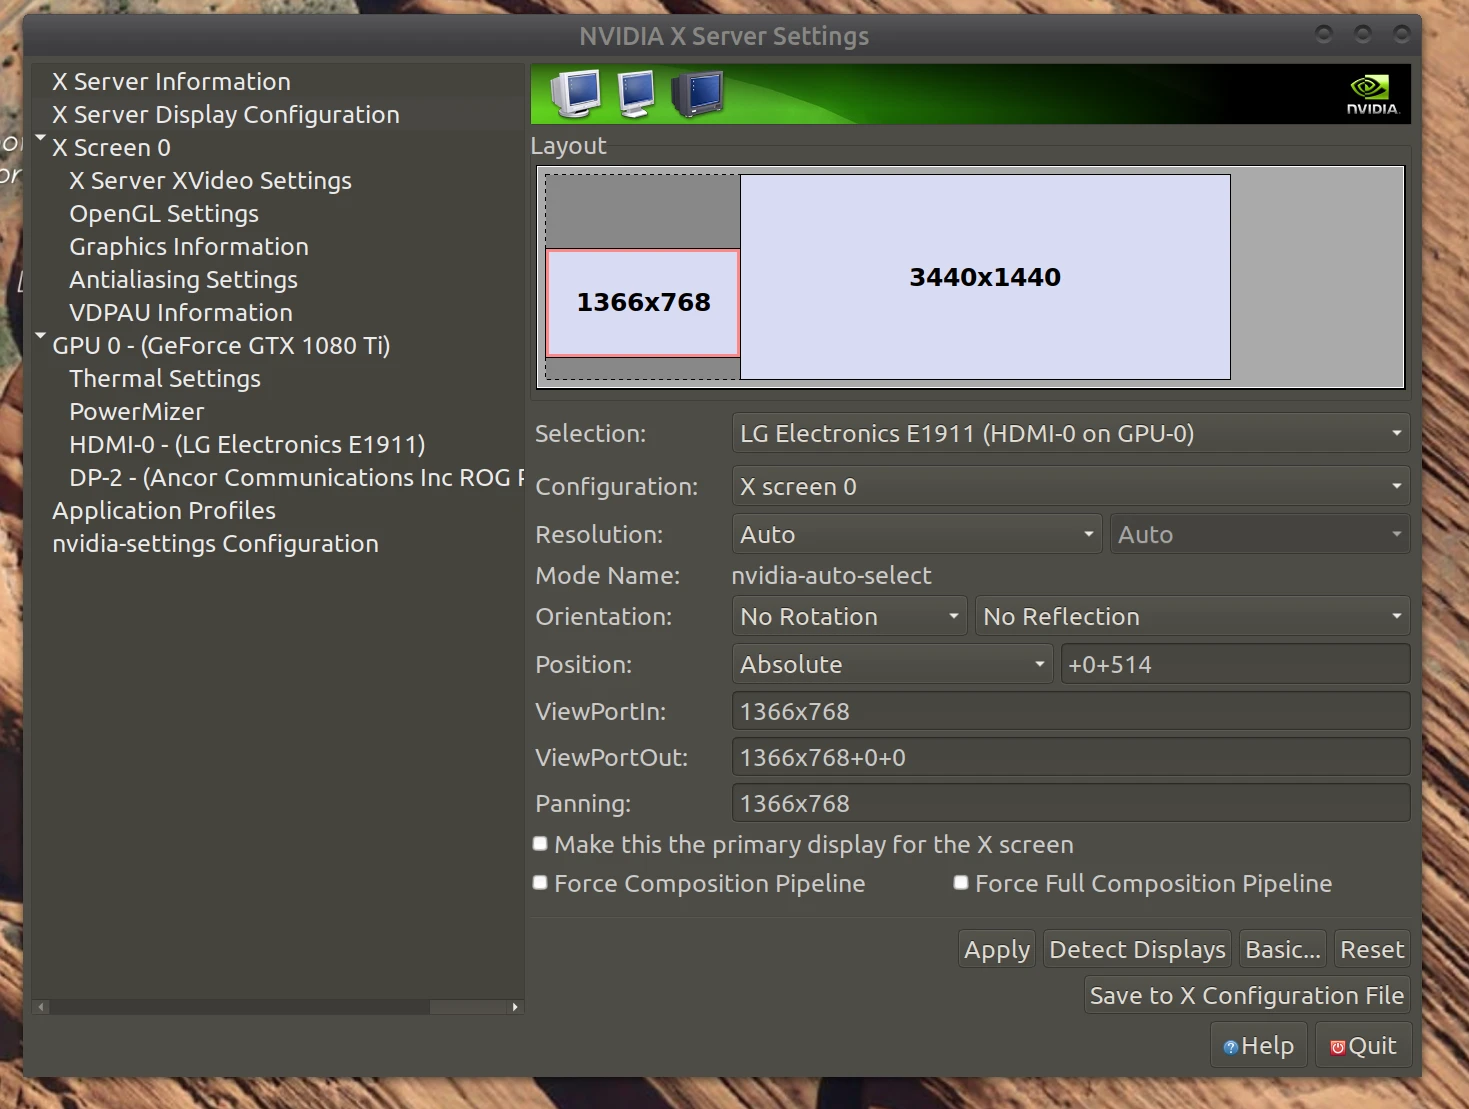 NVIDIA X Server Settings
X Server Information
X Server Display Configuration
X Screen 0
X Server XVideo Settings
OpenGL Settings
Graphics Information
Antialiasing Settings
VDPAU Information
GPU 0 - (GeForce GTX 1080 Ti)
Thermal Settings
PowerMizer
HDMI-0 - (LG Electronics E1911)
DP-2 - (Ancor Communications Inc ROG
Application Profiles
nvidia-settings Configuration
NVIDIA.
Layout
1366x768
3440x1440
Selection: LG Electronics E1911 (HDMI-0 on GPU-0)
Configuration: X screen 0
Resolution: Auto Auto
Mode Name: nvidia-auto-select
Orientation: No Rotation No Reflection
Position: Absolute +0+514
ViewPortIn: 1366x768
ViewPortOut: 1366x768+0+0
Panning: 1366x768
Make this the primary display for the X screen
Force Composition Pipeline Force Full Composition Pipeline
Apply Detect Displays Basic... Reset
Save to X Configuration File
Help Quit